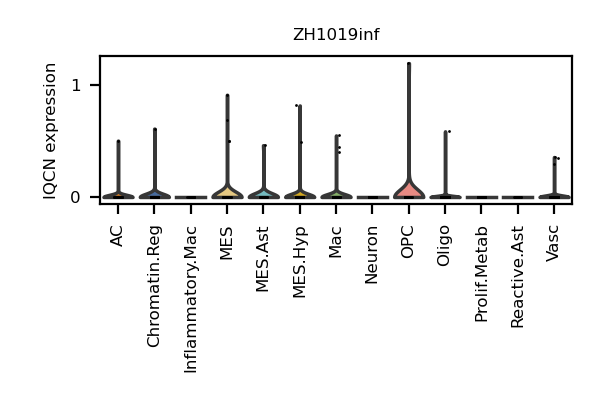 ZH1019inf
IQCN expression
1
0
AC
Chromatin.Reg
Inflammatory.Mac
MES
MES.Ast
MES.Hyp
Mac
Neuron
OPC
Oligo
Prolif.Metab
Reactive.Ast
Vasc